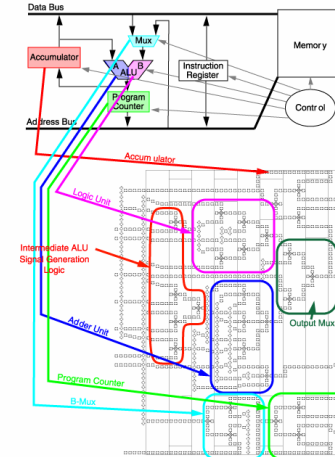 Data Bus
Mux
Memory
Accumulator
A
B
ALU
Instruction
Register
Program
Counter
Control
Address Bus
Accum ulator
Logic Unit
Intermediate ALU
Signal Generation
Logic
Output Mux
Adder Unit
Program Counter
B-Mux